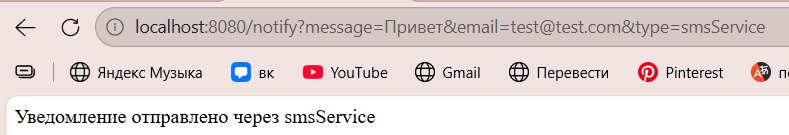 localhost:8080/notify?message=Привет&email=test@test.com&type=smsService
Яндекс Музыка вк YouTube Gmail Перевести Pinterest
Уведомление отправлено через smsService